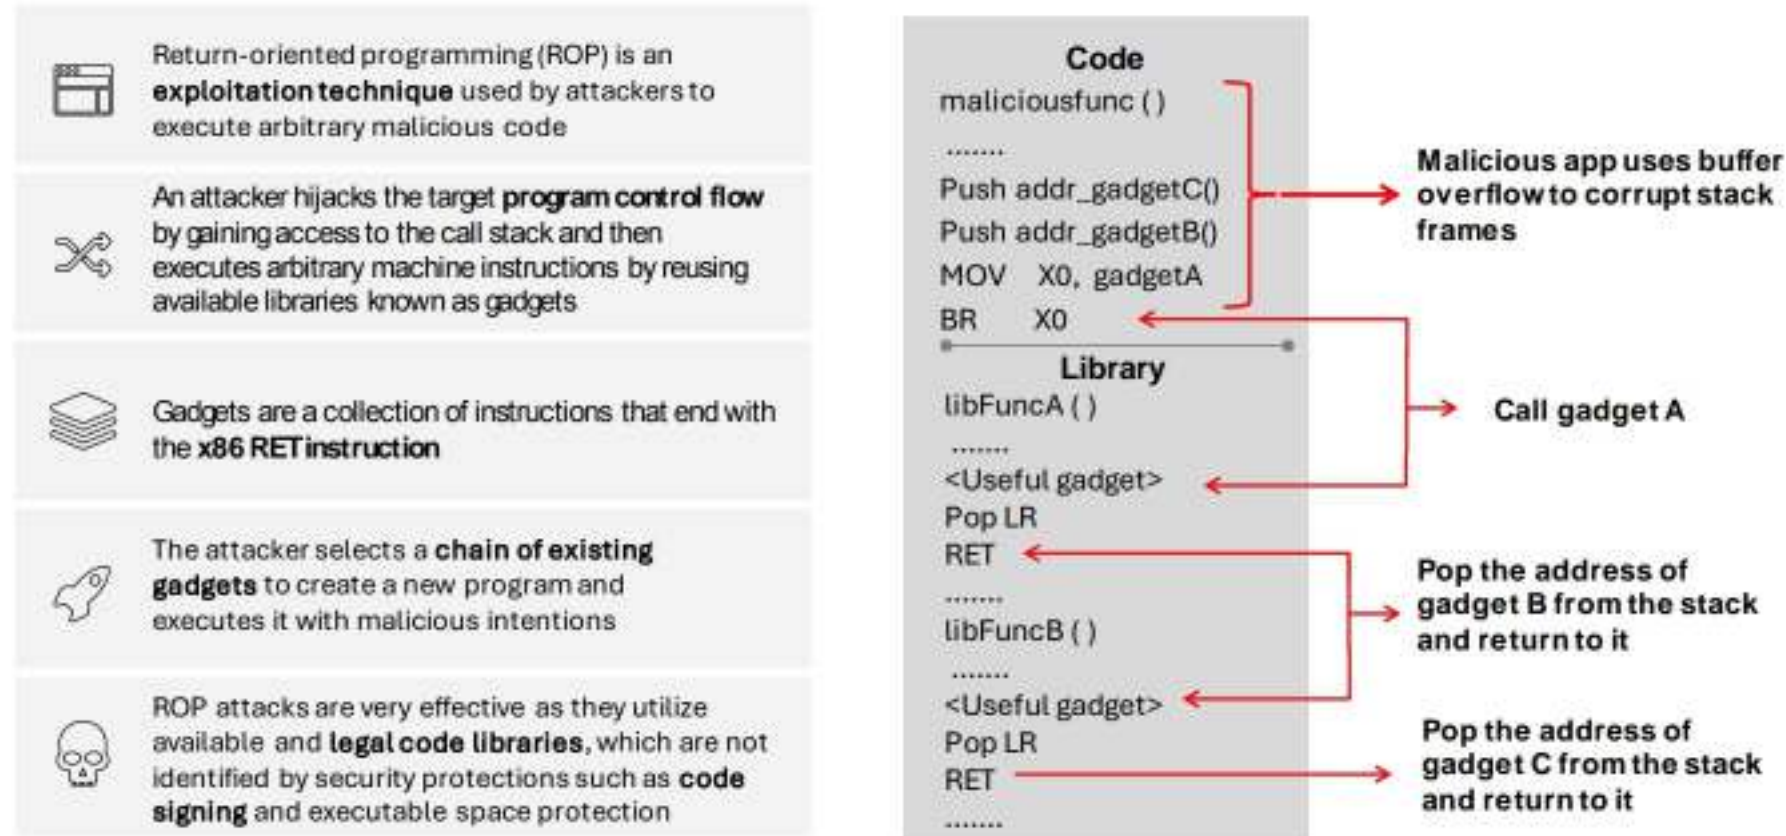 Return-oriented programming (ROP) is an
exploitation technique used by attackers to
execute arbitrary malicious code
An attacker hijacks the target program control flow
by gaining access to the call stack and then
executes arbitrary machine instructions by reusing
available libraries known as gadgets
Gadgets are a collection of instructions that end with
the x86 RET instruction
The attacker selects a chain of existing
gadgets to create a new program and
executes it with malicious intentions
ROP attacks are very effective as they utilize
available and legal code libraries, which are not
identified by security protections such as code
signing and executable space protection
Code
maliciousfunc ( )
.......
Push addr_gadgetC()
Push addr_gadgetB()
MOV X0, gadgetA
BR X0
Library
libFuncA ( )
.......
<Useful gadget>
Pop LR
RET
.......
libFuncB ( )
.......
<Useful gadget>
Pop LR
RET
.......
Malicious app uses buffer
overflow to corrupt stack
frames
Call gadget A
Pop the address of
gadget B from the stack
and return to it
Pop the address of
gadget C from the stack
and return to it